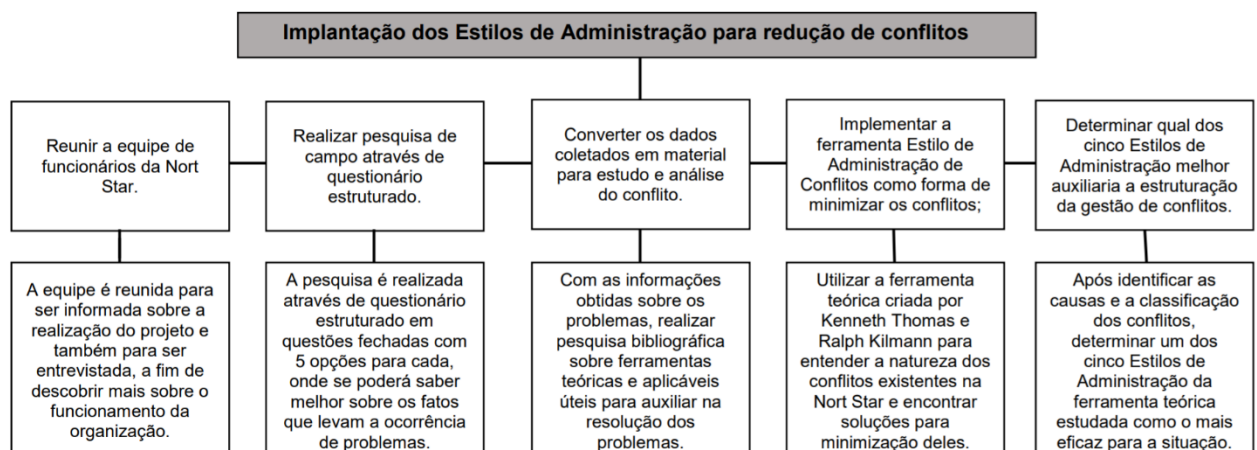 Implantação dos Estilos de Administração para redução de conflitos
Reunir a equipe de
funcionários da Nort
Star.
Realizar pesquisa de
campo através de
questionário
estruturado.
Converter os dados
coletados em material
para estudo e análise
do conflito.
Implementar a
ferramenta Estilo de
Administração de
Conflitos como forma de
minimizar os conflitos;
Determinar qual dos
cinco Estilos de
Administração melhor
auxiliaria a estruturação
da gestão de conflitos.
A equipe é reunida para
ser informada sobre a
realização do projeto e
também para ser
entrevistada, a fim de
descobrir mais sobre o
funcionamento da
organização.
A pesquisa é realizada
através de questionário
estruturado em
questões fechadas com
5 opções para cada,
onde se poderá saber
melhor sobre os fatos
que levam a ocorrência
de problemas.
Com as informações
obtidas sobre os
problemas, realizar
pesquisa bibliográfica
sobre ferramentas
teóricas e aplicáveis
úteis para auxiliar na
resolução dos
problemas.
Utilizar a ferramenta
teórica criada por
Kenneth Thomas e
Ralph Kilmann para
entender a natureza dos
conflitos existentes na
Nort Star e encontrar
soluções para
minimização deles.
Após identificar as
causas e a classificação
dos conflitos,
determinar um dos
cinco Estilos de
Administração da
ferramenta teórica
estudada como o mais
eficaz para a situação.